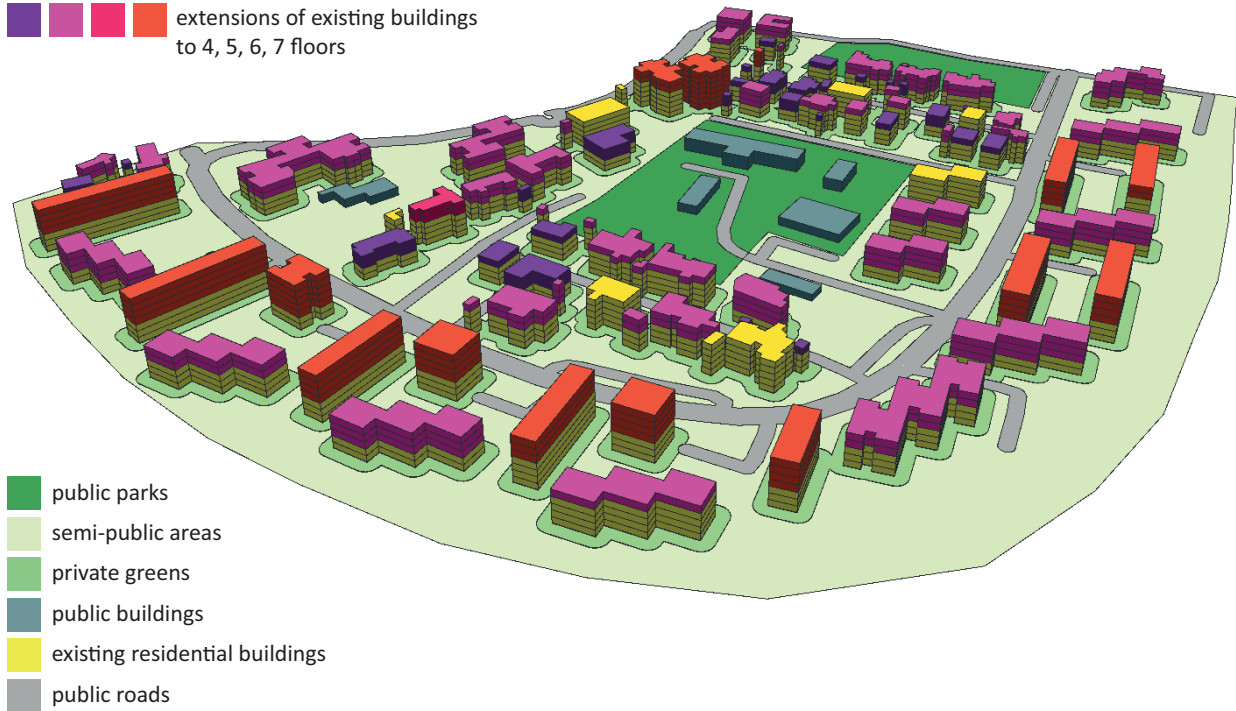 extensions of existing buildings
to 4, 5, 6, 7 floors
public parks
semi-public areas
private greens
public buildings
existing residential buildings
public roads